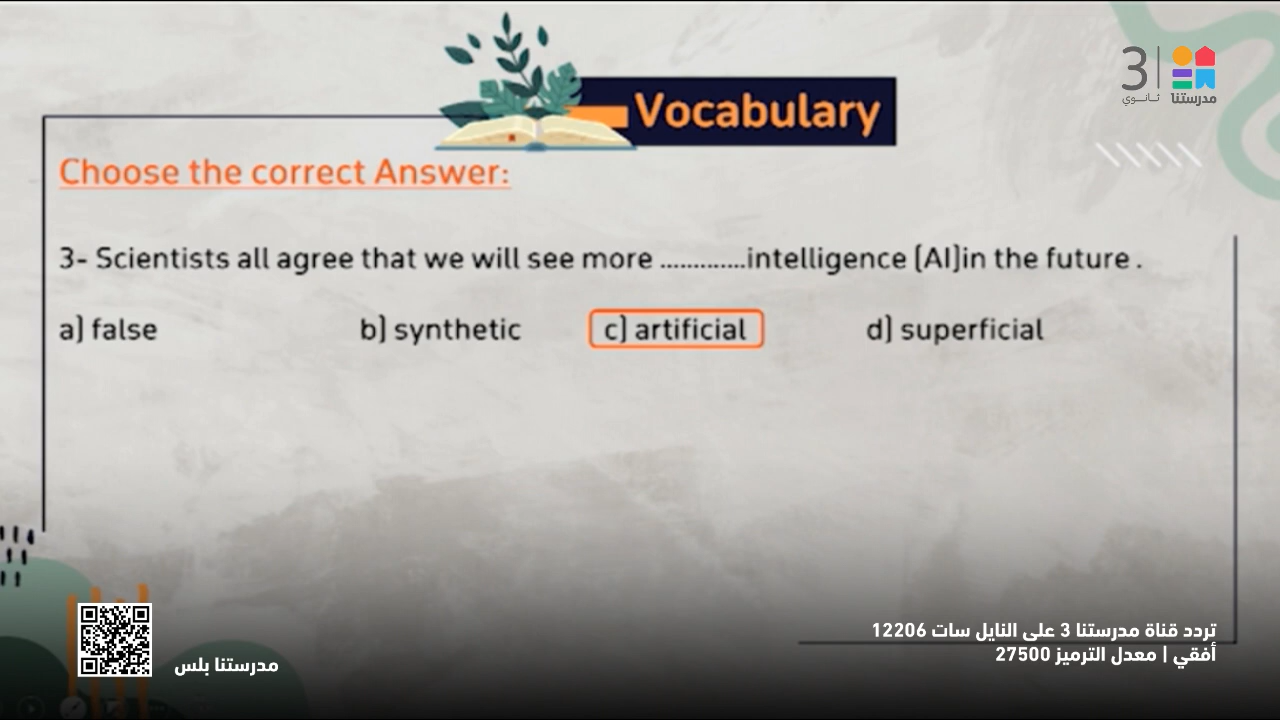 3
ثانوي
مدرستنا
Vocabulary
Choose the correct Answer:
3- Scientists all agree that we will see more .............intelligence (AI)in the future .
a) false b) synthetic c) artificial d) superficial
تردد قناة مدرستنا 3 على النايل سات 12206
أفقي | معدل الترميز 27500
مدرستنا بلس